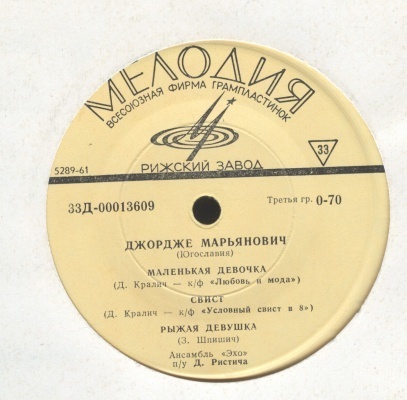 МЕЛОДИЯ
ВСЕСОЮЗНАЯ ФИРМА ГРАМПЛАСТИНОК
33
5289-61
РИЖСКИЙ ЗАВОД
33Д-00013609
Третья гр. 0-70
ДЖОРДЖЕ МАРЬЯНОВИЧ
(Югославия)
МАЛЕНЬКАЯ ДЕВОЧКА
(Д. Кралич — к/ф «Любовь и мода»)
СВИСТ
(Д. Кралич — к/ф «Условный свист в 8»)
РЫЖАЯ ДЕВУШКА
(З. Шпишич)
Ансамбль «Эхо»
п/у Д. Ристича